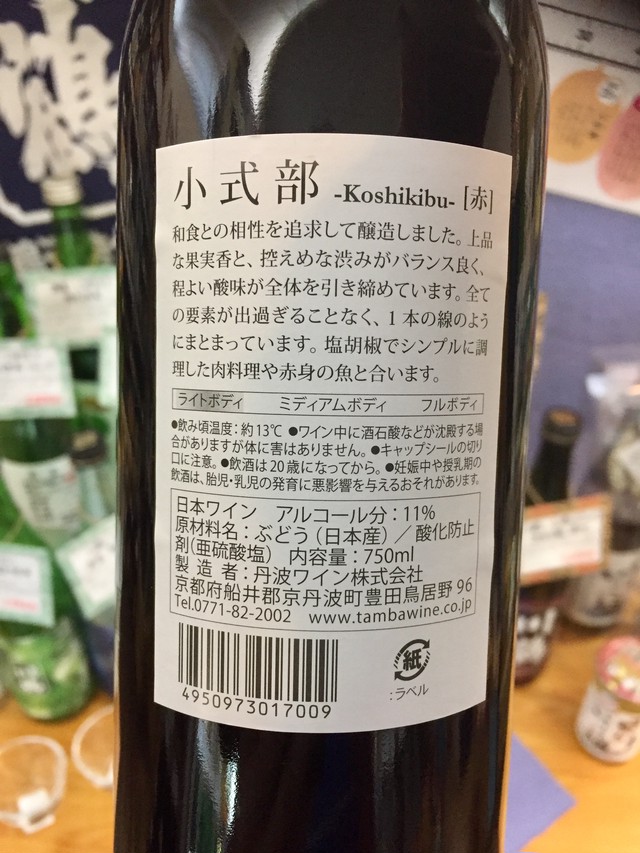 小式部 -Koshikibu- [赤]
和食との相性を追求して醸造しました。上品
な果実香と、控えめな渋みがバランス良く、
程よい酸味が全体を引き締めています。全て
の要素が出過ぎることなく、1本の線のよう
にまとまっています。塩胡椒でシンプルに調
理した肉料理や赤身の魚と合います。
ライトボディ ミディアムボディ フルボディ
●飲み頃温度：約13℃ ●ワイン中に酒石酸などが沈殿する場
合がありますが体に害はありません。●キャップシールの切り
口に注意。●飲酒は20歳になってから。●妊娠中や授乳期の
飲酒は、胎児・乳児の発育に悪影響を与えるおそれがあります。
日本ワイン アルコール分：11%
原材料名：ぶどう（日本産）／酸化防止
剤（亜硫酸塩） 内容量：750ml
製造者：丹波ワイン株式会社
京都府船井郡京丹波町豊田鳥居野 96
Tel.0771-82-2002 www.tambawine.co.jp
4950973017009
紙
：ラベル